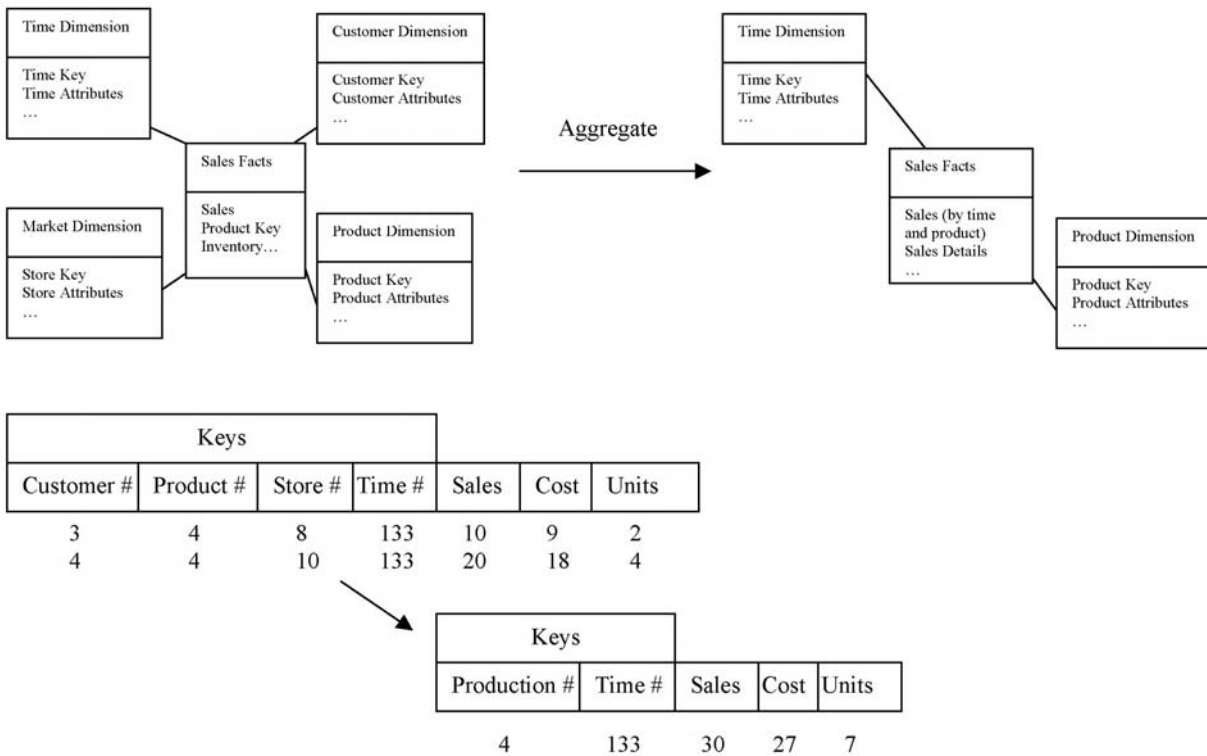 Time Dimension
Time Key
Time Attributes
…
Customer Dimension
Customer Key
Customer Attributes
…
Sales Facts
Sales
Product Key
Inventory…
Market Dimension
Store Key
Store Attributes
…
Product Dimension
Product Key
Product Attributes
…
Aggregate
Time Dimension
Time Key
Time Attributes
…
Sales Facts
Sales (by time
and product)
Sales Details
…
Product Dimension
Product Key
Product Attributes
…
Keys
Customer # Product # Store # Time # Sales Cost Units
3 4 8 133 10 9 2
4 4 10 133 20 18 4
Keys
Production # Time # Sales Cost Units
4 133 30 27 7